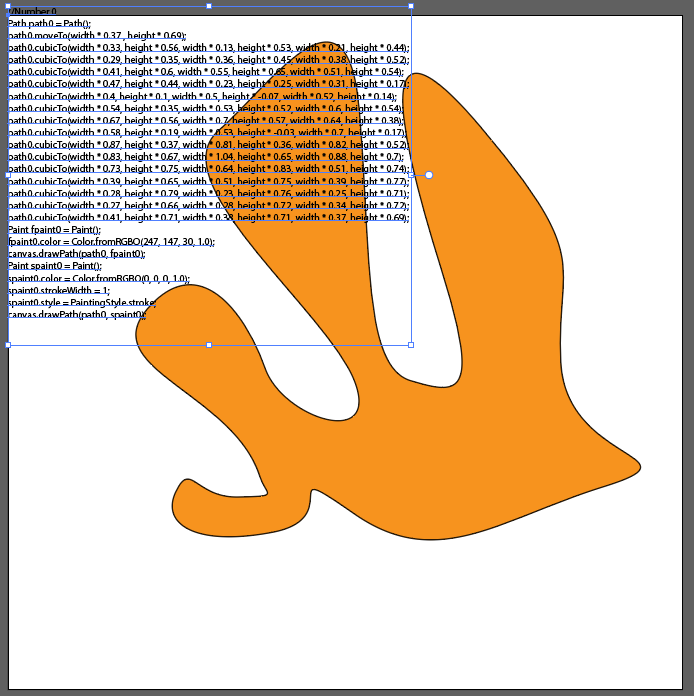 //Number 0
Path path0 = Path();
path0.moveTo(width * 0.37 , height * 0.69);
path0.cubicTo(width * 0.33, height * 0.56, width * 0.13, height * 0.53, width * 0.21, height * 0.44);
path0.cubicTo(width * 0.29, height * 0.35, width * 0.36, height * 0.45, width * 0.38, height * 0.52);
path0.cubicTo(width * 0.41, height * 0.6, width * 0.55, height * 0.65, width * 0.51, height * 0.54);
path0.cubicTo(width * 0.47, height * 0.44, width * 0.23, height * 0.25, width * 0.31, height * 0.17);
path0.cubicTo(width * 0.4, height * 0.1, width * 0.5, height * -0.07, width * 0.52, height * 0.14);
path0.cubicTo(width * 0.54, height * 0.35, width * 0.53, height * 0.52, width * 0.6, height * 0.54);
path0.cubicTo(width * 0.67, height * 0.56, width * 0.7, height * 0.57, width * 0.64, height * 0.38);
path0.cubicTo(width * 0.58, height * 0.19, width * 0.53, height * -0.03, width * 0.7, height * 0.17);
path0.cubicTo(width * 0.87, height * 0.37, width * 0.81, height * 0.36, width * 0.82, height * 0.52);
path0.cubicTo(width * 0.83, height * 0.67, width * 1.04, height * 0.65, width * 0.88, height * 0.7);
path0.cubicTo(width * 0.73, height * 0.75, width * 0.64, height * 0.83, width * 0.51, height * 0.74);
path0.cubicTo(width * 0.39, height * 0.65, width * 0.51, height * 0.75, width * 0.39, height * 0.77);
path0.cubicTo(width * 0.28, height * 0.79, width * 0.23, height * 0.76, width * 0.25, height * 0.71);
path0.cubicTo(width * 0.27, height * 0.66, width * 0.28, height * 0.72, width * 0.34, height * 0.72);
path0.cubicTo(width * 0.41, height * 0.71, width * 0.38, height * 0.71, width * 0.37, height * 0.69);
Paint fpaint0 = Paint();
fpaint0.color = Color.fromRGBO(247, 147, 30, 1.0);
canvas.drawPath(path0, fpaint0);
Paint spaint0 = Paint();
spaint0.color = Color.fromRGBO(0, 0, 0, 1.0);
spaint0.strokeWidth = 1;
spaint0.style = PaintingStyle.stroke;
canvas.drawPath(path0, spaint0);